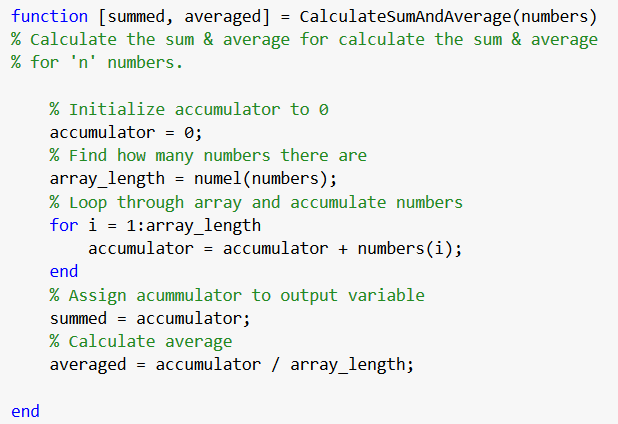 function [summed, averaged] = CalculateSumAndAverage(numbers)
% Calculate the sum & average for calculate the sum & average
% for 'n' numbers.
% Initialize accumulator to 0
accumulator = 0;
% Find how many numbers there are
array_length = numel(numbers);
% Loop through array and accumulate numbers
for i = 1:array_length
accumulator = accumulator + numbers(i);
end
% Assign acummulator to output variable
summed = accumulator;
% Calculate average
averaged = accumulator / array_length;
end